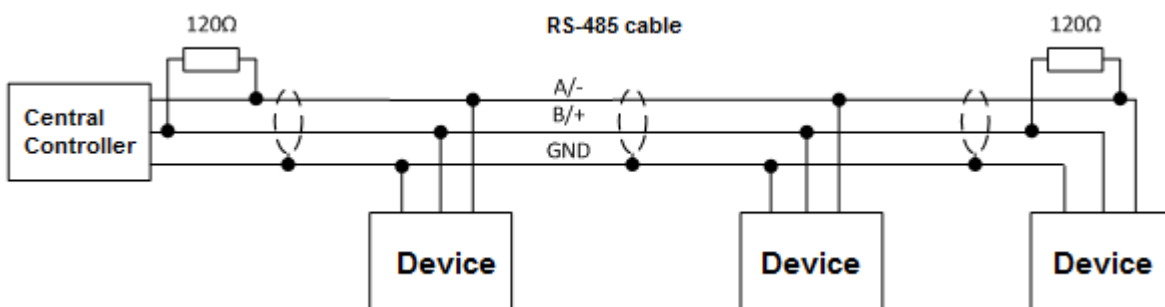 120Ω
RS-485 cable
120Ω
A/-
B/+
GND
Central
Controller
Device
Device
Device